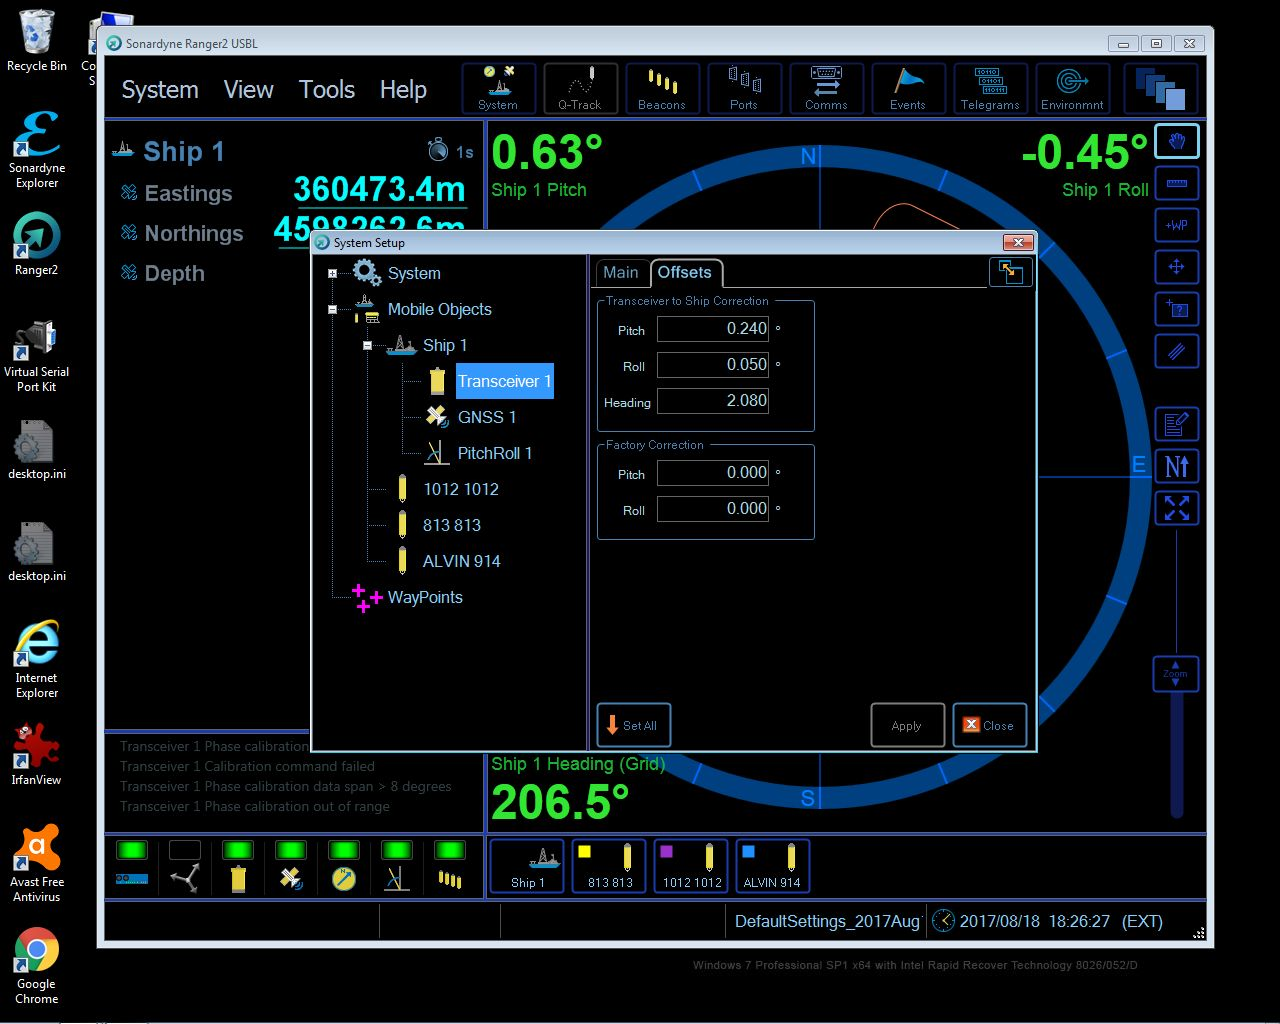 Recycle Bin
Co
S
Sonardyne
Explorer
Ranger2
Virtual Serial
Port Kit
desktop.ini
desktop.ini
Internet
Explorer
IrfanView
Avast Free
Antivirus
Google
Chrome
Sonardyne Ranger2 USBL
System View Tools Help
System Q-Track Beacons Ports Comms Events Telegrams Environmnt
Ship 1 1s
Eastings 360473.4m
Northings 4598262.6m
Depth
0.63°
Ship 1 Pitch
-0.45°
Ship 1 Roll
N
E
S
+WP
+?
N
Zoom
System Setup
System
Mobile Objects
Ship 1
Transceiver 1
GNSS 1
PitchRoll 1
1012 1012
813 813
ALVIN 914
WayPoints
Main Offsets
Transceiver to Ship Correction
Pitch 0.240 °
Roll 0.050 °
Heading 2.080
Factory Correction
Pitch 0.000 °
Roll 0.000 °
Set All Apply Close
Transceiver 1 Phase calibration
Transceiver 1 Calibration command failed
Transceiver 1 Phase calibration data span > 8 degrees
Transceiver 1 Phase calibration out of range
Ship 1 Heading (Grid)
206.5°
Ship 1 813 813 1012 1012 ALVIN 914
DefaultSettings_2017Aug 2017/08/18 18:26:27 (EXT)
Windows 7 Professional SP1 x64 with Intel Rapid Recover Technology 8026/052/D